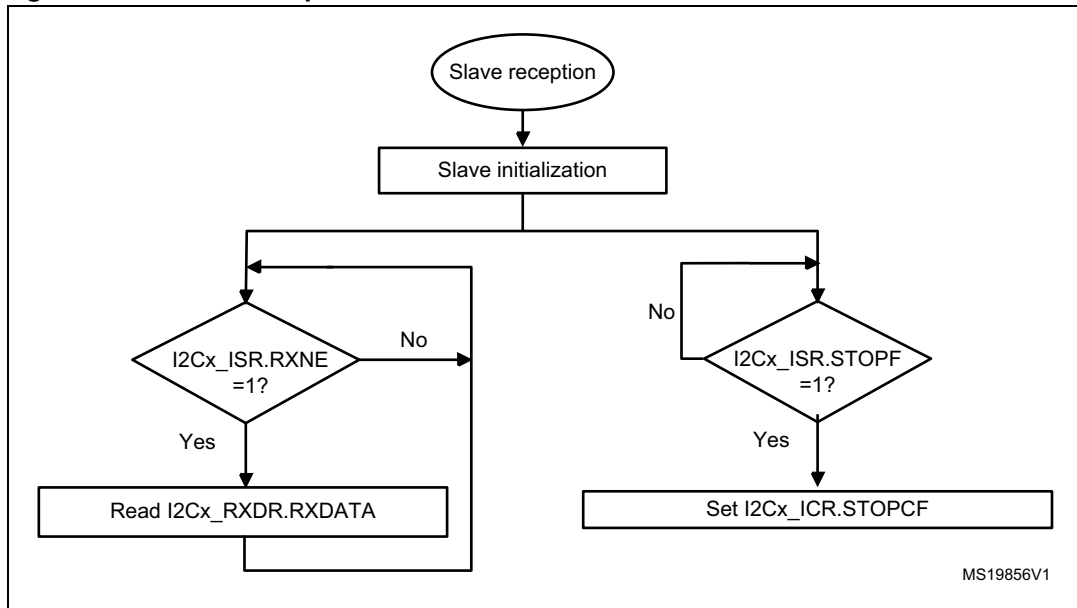 Slave reception
Slave initialization
No
No
I2Cx_ISR.RXNE
=1?
I2Cx_ISR.STOPF
=1?
Yes
Yes
Read I2Cx_RXDR.RXDATA
Set I2Cx_ICR.STOPCF
MS19856V1